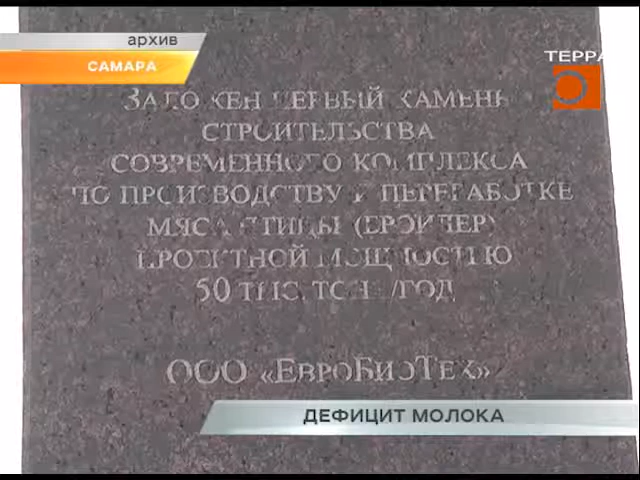 архив
САМАРА
ТЕРРА
ЗАЛОЖЕН ПЕРВЫЙ КАМЕНЬ
СТРОИТЕЛЬСТВА
СОВРЕМЕННОГО КОМПЛЕКСА
ПО ПРОИЗВОДСТВУ И ПЕРЕРАБОТКЕ
МЯСА ПТИЦЫ (БРОЙЛЕР)
ПРОЕКТНОЙ МОЩНОСТЬЮ
50 ТЫС. ТОНН/ГОД
ООО «ЕвроБиоТех»
ДЕФИЦИТ МОЛОКА